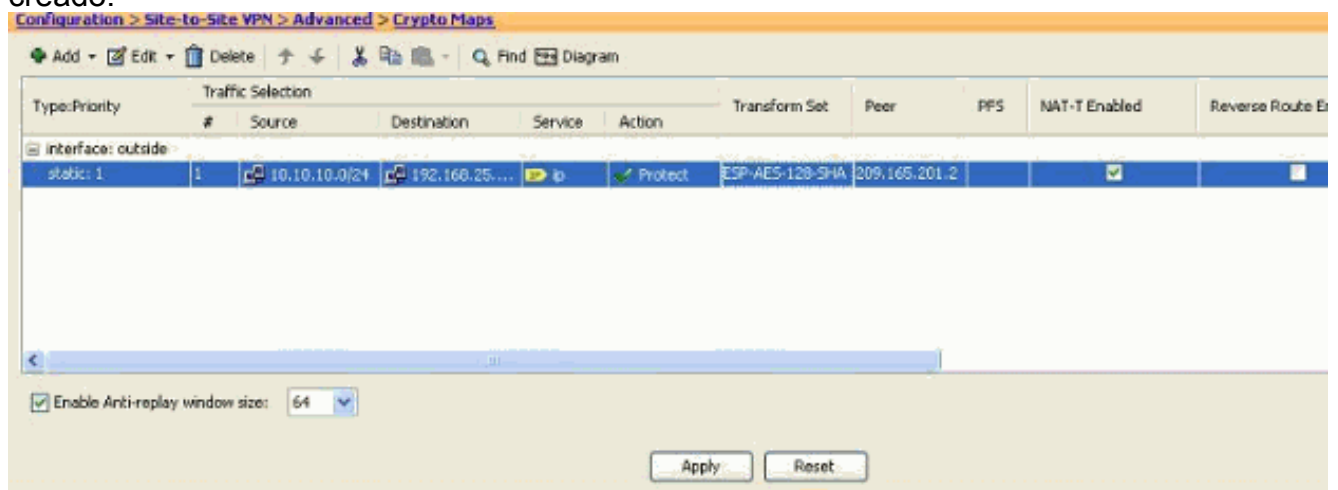 creado.
Configuration > Site-to-Site VPN > Advanced > Crypto Maps
Add Edit Delete Find Diagram
Type:Priority Traffic Selection Transform Set Peer PFS NAT-T Enabled Reverse Route En
# Source Destination Service Action
interface: outside
static: 1 1 10.10.10.0/24 192.168.25.... ip Protect ESP-AES-128-SHA 209.165.201.2
Enable Anti-replay window size: 64
Apply Reset